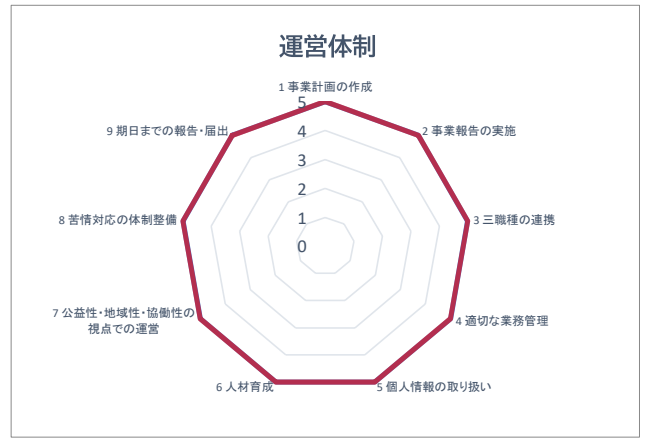 運営体制
1 事業計画の作成
2 事業報告の実施
3 三職種の連携
4 適切な業務管理
5 個人情報の取り扱い
6 人材育成
7 公益性・地域性・協働性の
視点での運営
8 苦情対応の体制整備
9 期日までの報告・届出
5
4
3
2
1
0